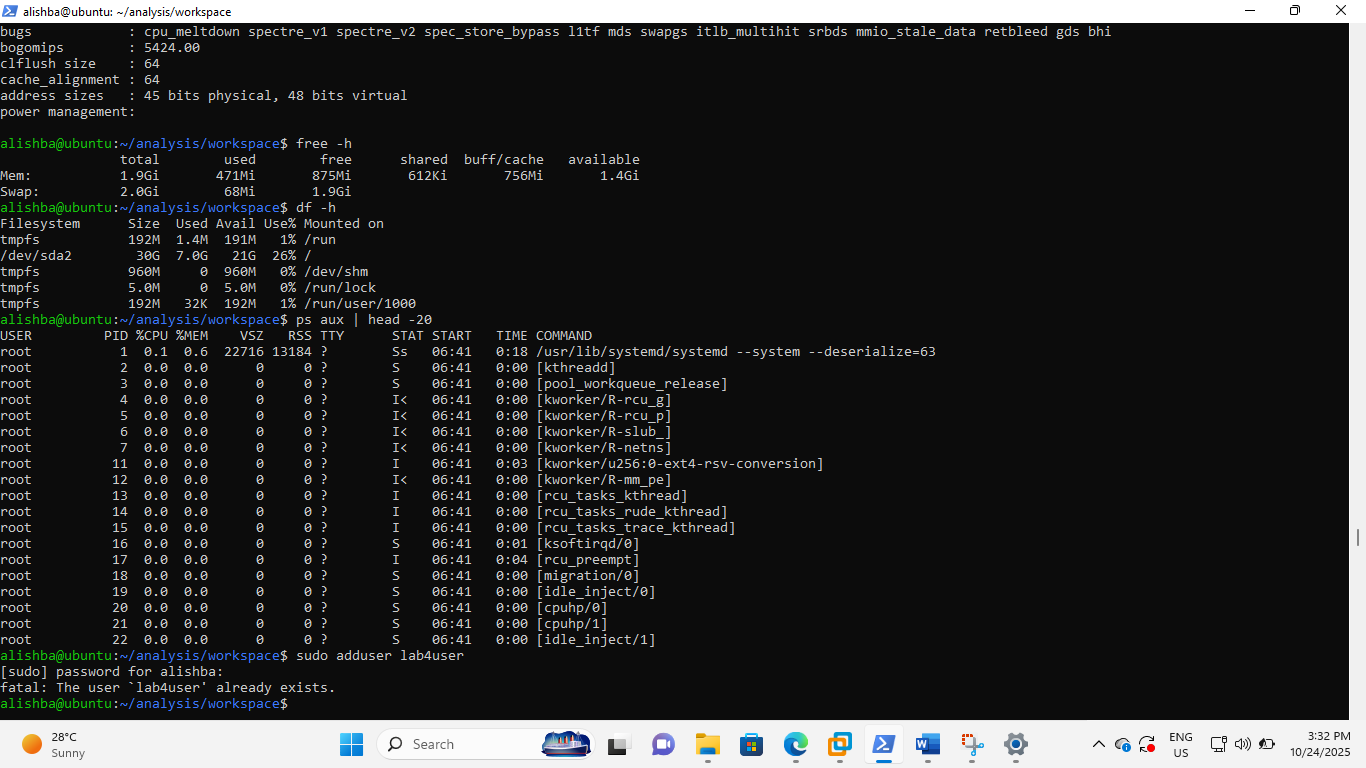 alishba@ubuntu: ~/analysis/workspace
bugs            : cpu_meltdown spectre_v1 spectre_v2 spec_store_bypass l1tf mds swapgs itlb_multihit srbds mmio_stale_data retbleed gds bhi
bogomips        : 5424.00
clflush size    : 64
cache_alignment : 64
address sizes   : 45 bits physical, 48 bits virtual
power management:
alishba@ubuntu:~/analysis/workspace$ free -h
               total        used        free      shared  buff/cache   available
Mem:           1.9Gi       471Mi       875Mi       612Ki       756Mi       1.4Gi
Swap:          2.0Gi        68Mi       1.9Gi
alishba@ubuntu:~/analysis/workspace$ df -h
Filesystem      Size  Used Avail Use% Mounted on
tmpfs           192M  1.4M  191M   1% /run
/dev/sda2        30G  7.0G   21G  26% /
tmpfs           960M     0  960M   0% /dev/shm
tmpfs           5.0M     0  5.0M   0% /run/lock
tmpfs           192M   32K  192M   1% /run/user/1000
alishba@ubuntu:~/analysis/workspace$ ps aux | head -20
USER         PID %CPU %MEM    VSZ   RSS TTY      STAT START   TIME COMMAND
root           1  0.1  0.6  22716 13184 ?        Ss   06:41   0:18 /usr/lib/systemd/systemd --system --deserialize=63
root           2  0.0  0.0      0     0 ?        S    06:41   0:00 [kthreadd]
root           3  0.0  0.0      0     0 ?        S    06:41   0:00 [pool_workqueue_release]
root           4  0.0  0.0      0     0 ?        I<   06:41   0:00 [kworker/R-rcu_g]
root           5  0.0  0.0      0     0 ?        I<   06:41   0:00 [kworker/R-rcu_p]
root           6  0.0  0.0      0     0 ?        I<   06:41   0:00 [kworker/R-slub_]
root           7  0.0  0.0      0     0 ?        I<   06:41   0:00 [kworker/R-netns]
root          11  0.0  0.0      0     0 ?        I    06:41   0:03 [kworker/u256:0-ext4-rsv-conversion]
root          12  0.0  0.0      0     0 ?        I<   06:41   0:00 [kworker/R-mm_pe]
root          13  0.0  0.0      0     0 ?        I    06:41   0:00 [rcu_tasks_kthread]
root          14  0.0  0.0      0     0 ?        I    06:41   0:00 [rcu_tasks_rude_kthread]
root          15  0.0  0.0      0     0 ?        I    06:41   0:00 [rcu_tasks_trace_kthread]
root          16  0.0  0.0      0     0 ?        S    06:41   0:01 [ksoftirqd/0]
root          17  0.0  0.0      0     0 ?        I    06:41   0:04 [rcu_preempt]
root          18  0.0  0.0      0     0 ?        S    06:41   0:00 [migration/0]
root          19  0.0  0.0      0     0 ?        S    06:41   0:00 [idle_inject/0]
root          20  0.0  0.0      0     0 ?        S    06:41   0:00 [cpuhp/0]
root          21  0.0  0.0      0     0 ?        S    06:41   0:00 [cpuhp/1]
root          22  0.0  0.0      0     0 ?        S    06:41   0:00 [idle_inject/1]
alishba@ubuntu:~/analysis/workspace$ sudo adduser lab4user
[sudo] password for alishba:
fatal: The user `lab4user' already exists.
alishba@ubuntu:~/analysis/workspace$
28°C
Sunny
Search
ENG
US
3:32 PM
10/24/2025